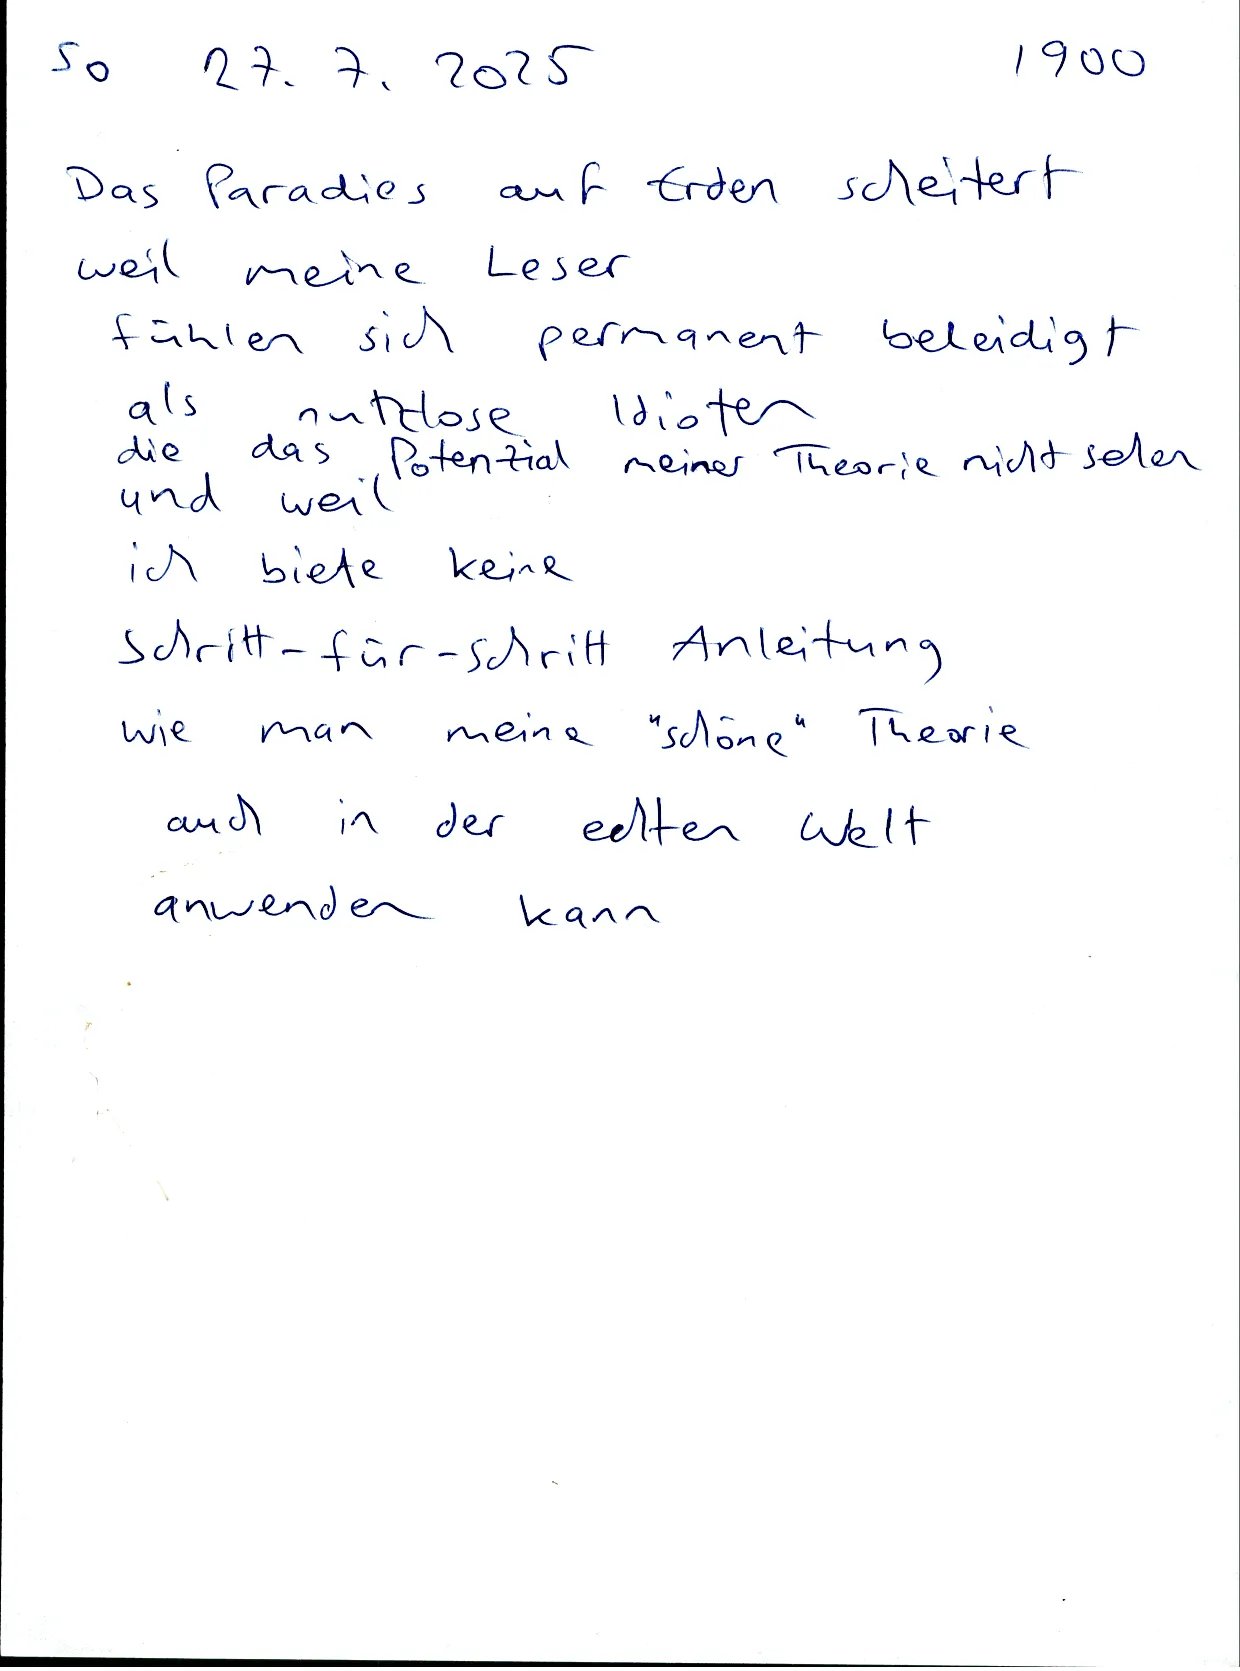 So 27. 7. 2025 1900
Das Paradies auf Erden scheitert
weil meine Leser
fühlen sich permanent beleidigt
als nutzlose Idioten
die das Potenzial meiner Theorie nicht sehen
und weil
ich biete keine
Schritt-für-schritt Anleitung
wie man meine "schöne" Theorie
auch in der echten Welt
anwenden kann